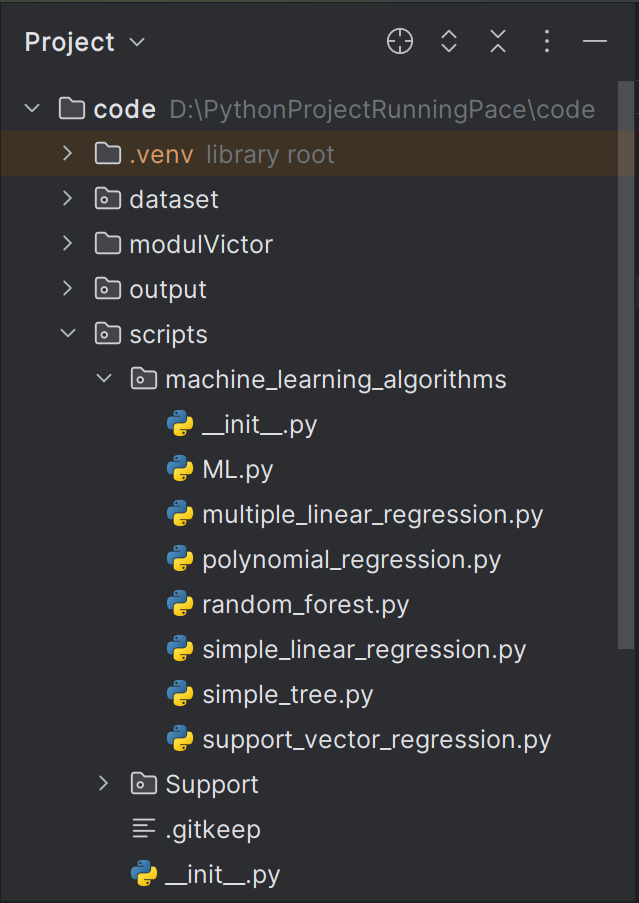 Project
code D:\PythonProjectRunningPace\code
.venv library root
dataset
modulVictor
output
scripts
machine_learning_algorithms
__init__.py
ML.py
multiple_linear_regression.py
polynomial_regression.py
random_forest.py
simple_linear_regression.py
simple_tree.py
support_vector_regression.py
Support
.gitkeep
__init__.py